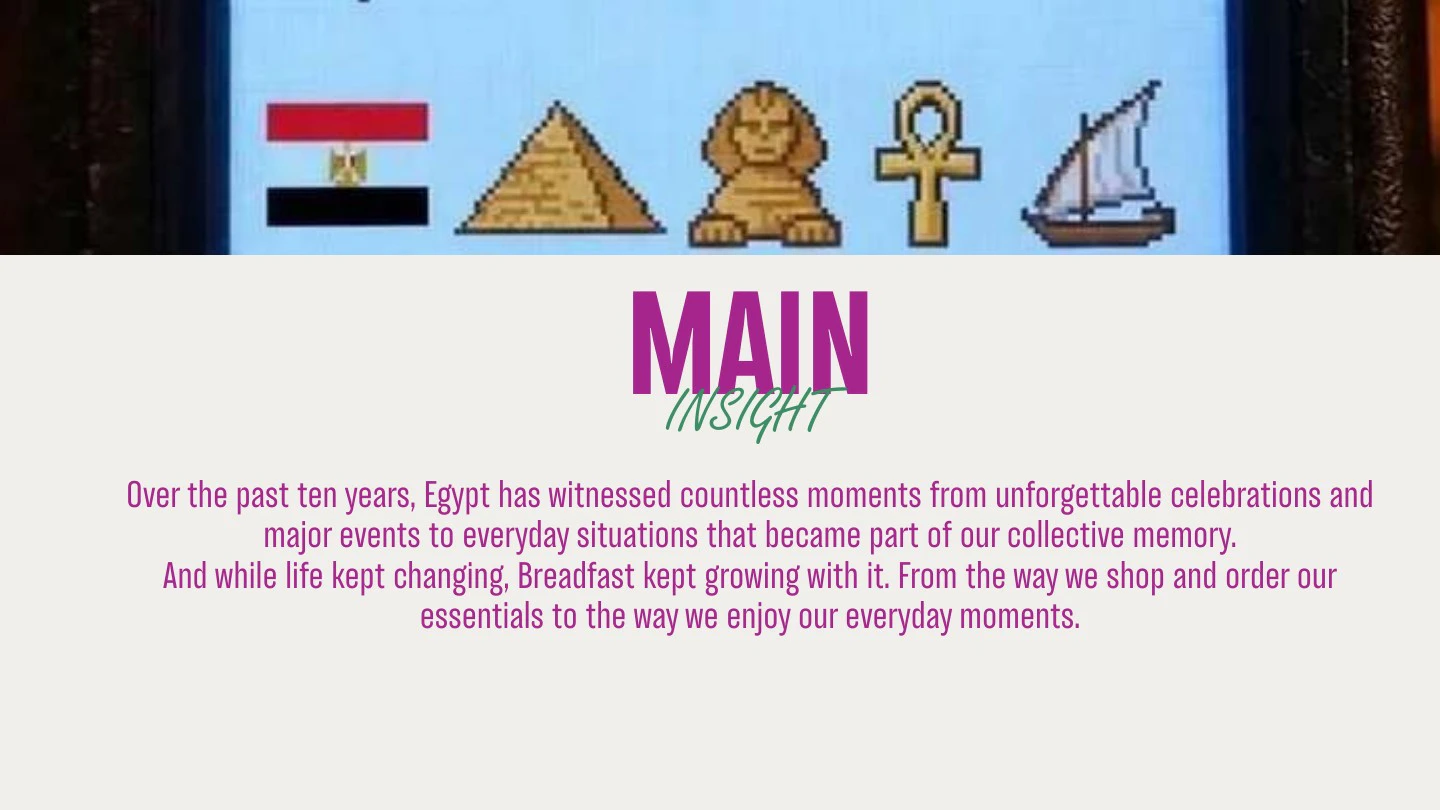 MAIN
INSIGHT
Over the past ten years, Egypt has witnessed countless moments from unforgettable celebrations and
major events to everyday situations that became part of our collective memory.
And while life kept changing, Breadfast kept growing with it. From the way we shop and order our
essentials to the way we enjoy our everyday moments.